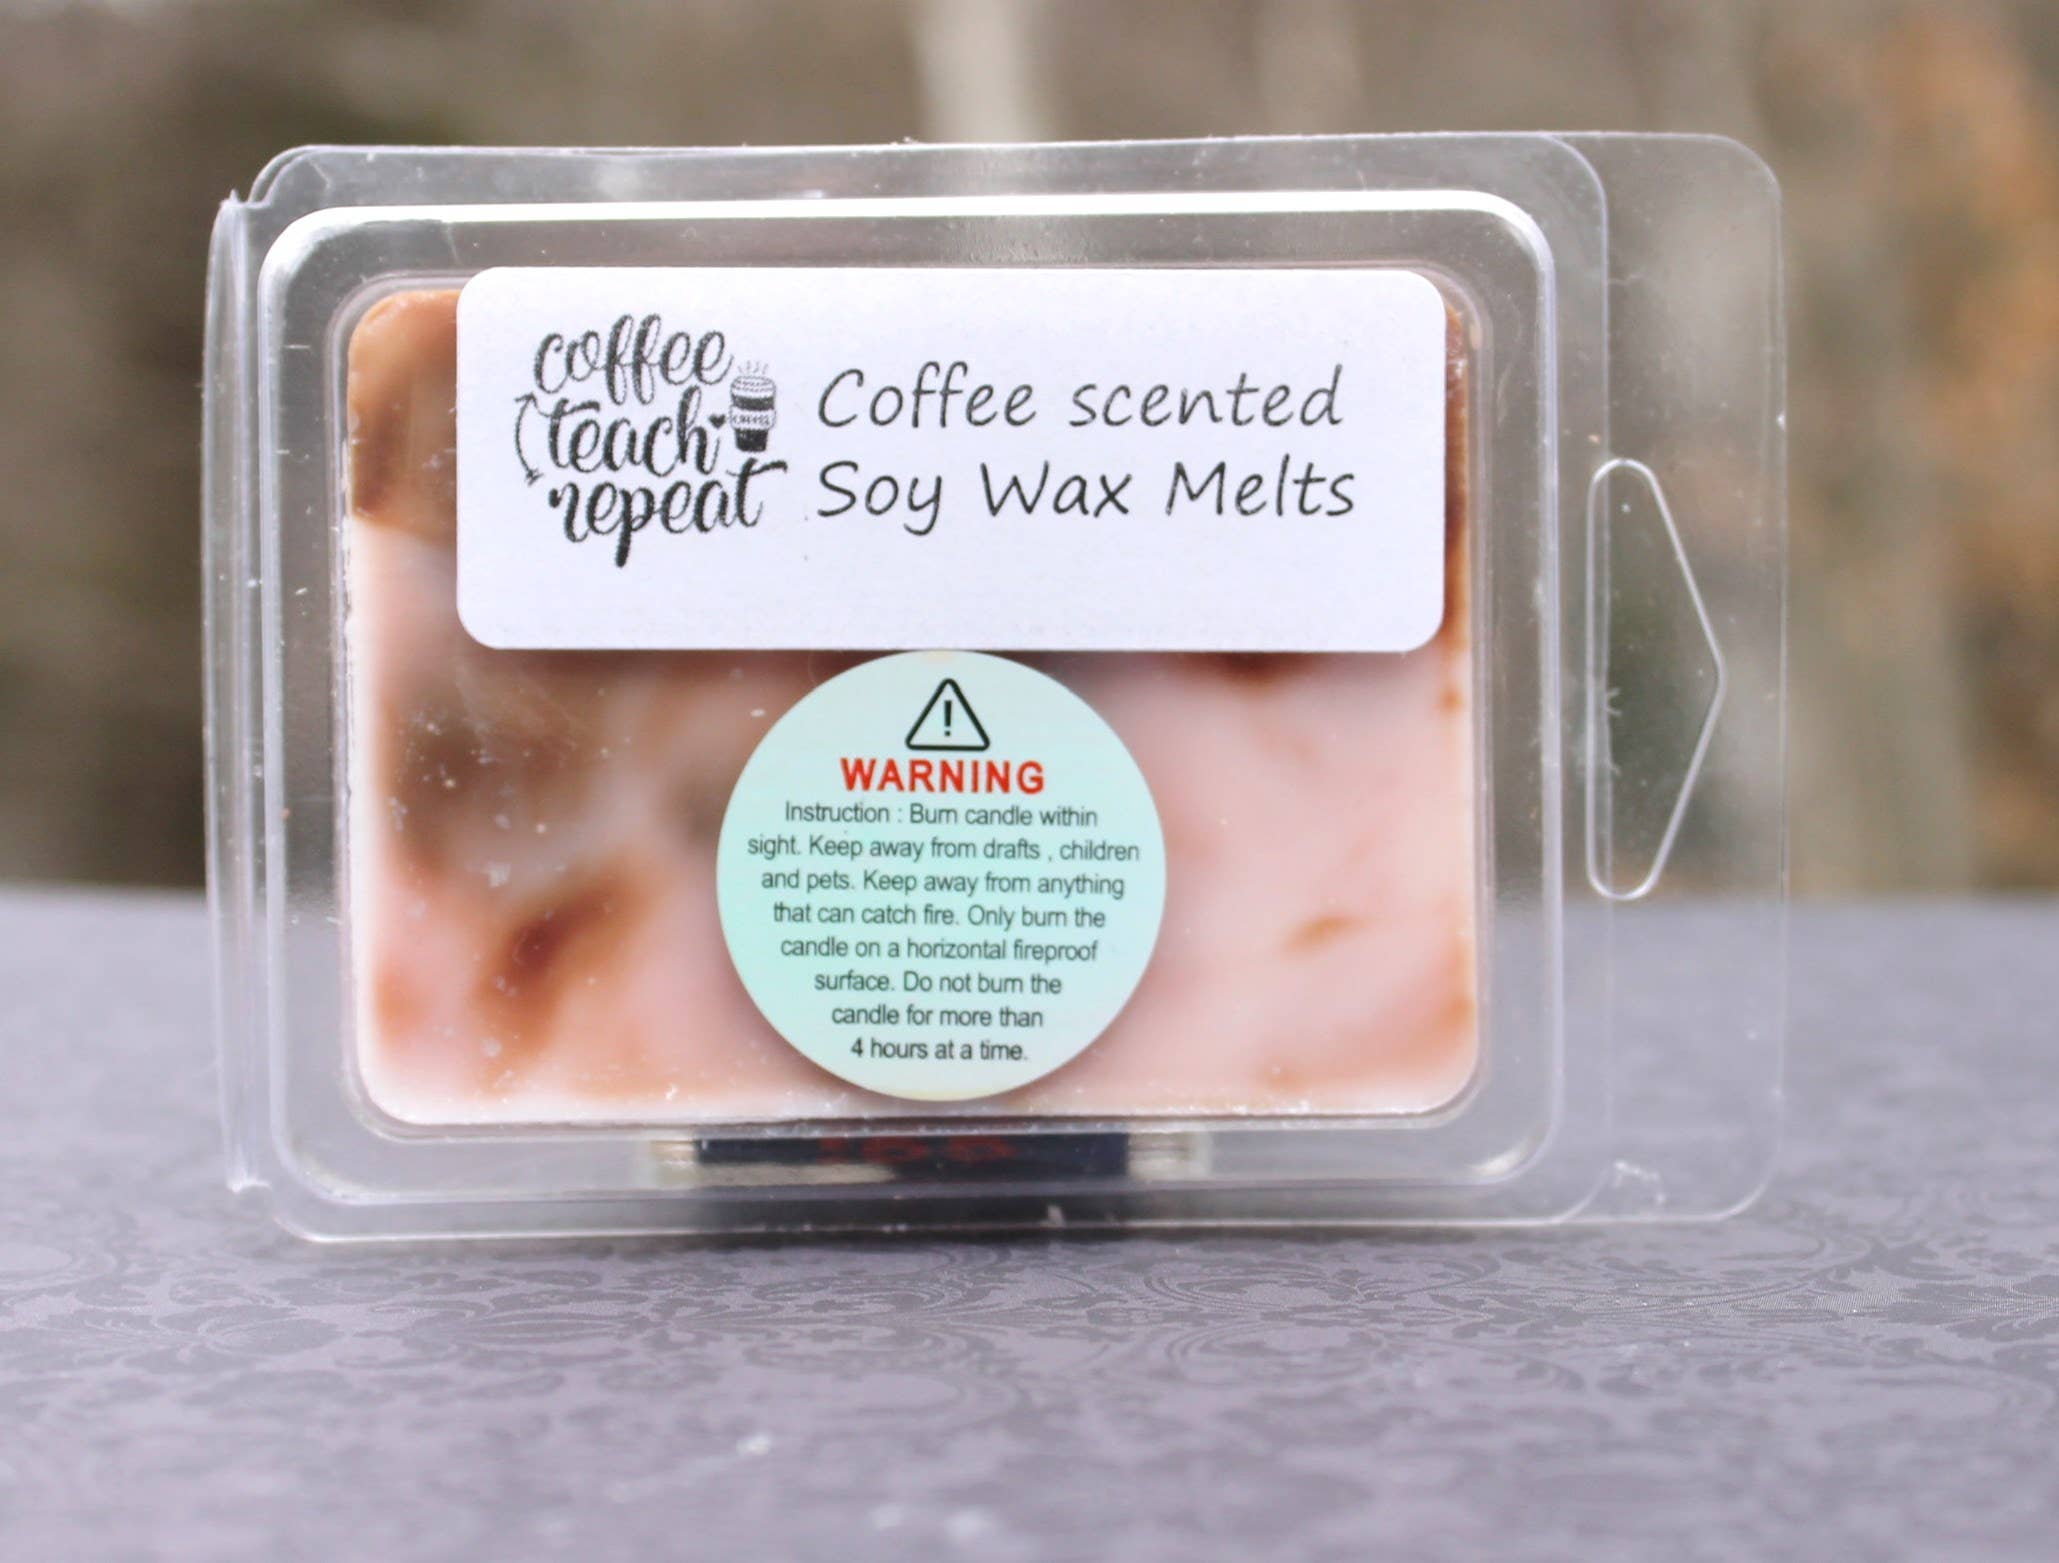 coffee
teach
repeat
COFFEE
Coffee scented
Soy Wax Melts
!
WARNING
Instruction : Burn candle within
sight. Keep away from drafts , children
and pets. Keep away from anything
that can catch fire. Only burn the
candle on a horizontal fireproof
surface. Do not burn the
candle for more than
4 hours at a time.